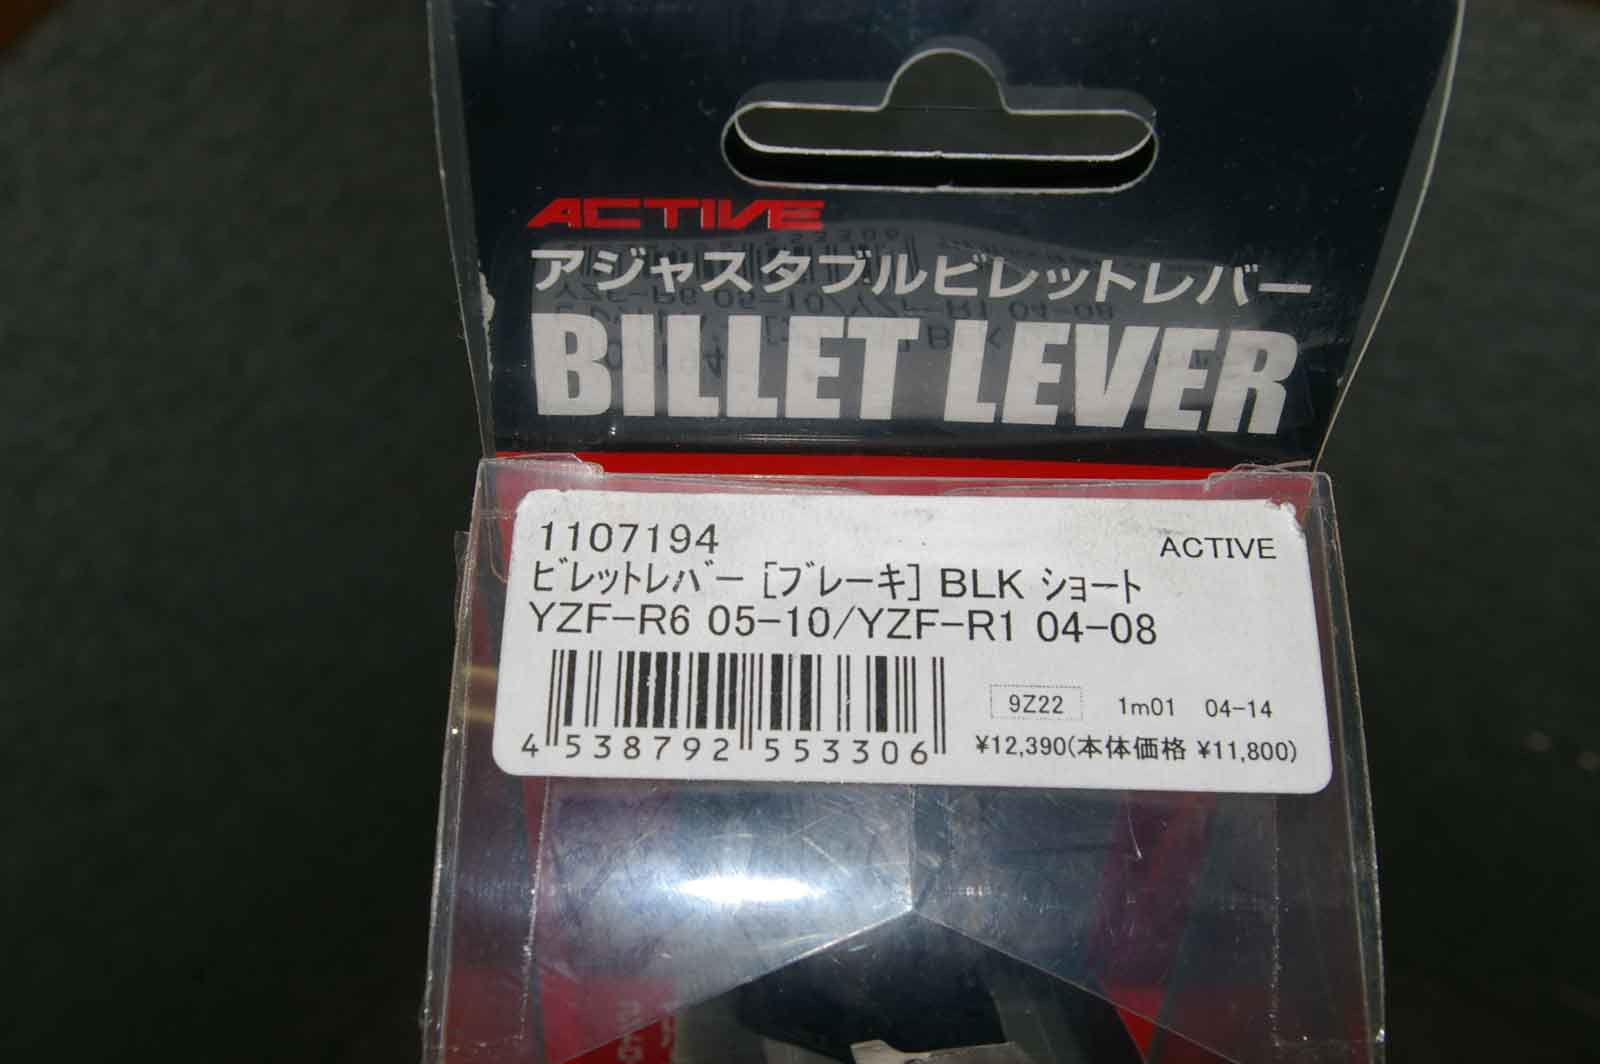 ACTIVE
アジャスタブルビレットレバー
BILLET LEVER
1107194
ACTIVE
ビレットレバー [ブレーキ] BLK ショート
YZF-R6 05-10/YZF-R1 04-08
9Z22 1m01 04-14
4 538792 553306
¥12,390(本体価格 ¥11,800)